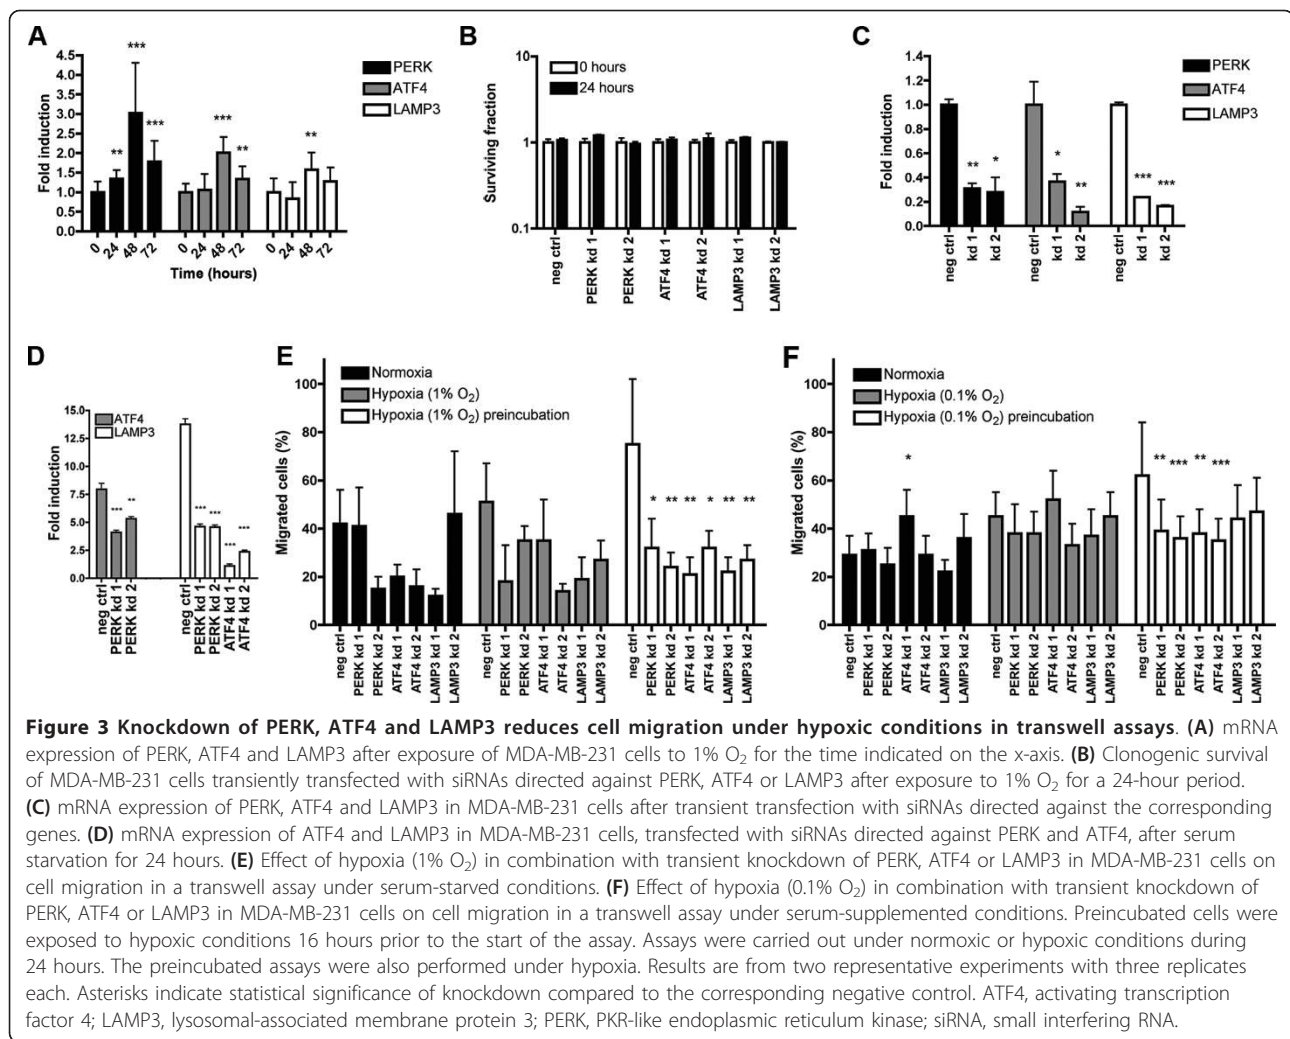 A
4.5
4.0
3.5
3.0
2.5
2.0
1.5
1.0
0.5
0.0
Fold induction
** *** ***
*** **
**
0 24 48 72 0 24 48 72 0 24 48 72
Time (hours)
PERK
ATF4
LAMP3
B
10
1
0.1
Surviving fraction
0 hours
24 hours
neg ctrl
PERK kd 1
PERK kd 2
ATF4 kd 1
ATF4 kd 2
LAMP3 kd 1
LAMP3 kd 2
C
1.4
1.2
1.0
0.8
0.6
0.4
0.2
0.0
Fold induction
** *
* **
*** ***
neg ctrl
kd 1
kd 2
neg ctrl
kd 1
kd 2
neg ctrl
kd 1
kd 2
PERK
ATF4
LAMP3
D
15.0
12.5
10.0
7.5
5.0
2.5
0.0
Fold induction
ATF4
LAMP3
*** **
*** *** *** ***
neg ctrl
PERK kd 1
PERK kd 2
neg ctrl
PERK kd 1
PERK kd 2
ATF4 kd 1
ATF4 kd 2
E
100
80
60
40
20
0
Migrated cells (%)
Normoxia
Hypoxia (1% O2)
Hypoxia (1% O2) preincubation
* ** ** * ** **
neg ctrl
PERK kd 1
PERK kd 2
ATF4 kd 1
ATF4 kd 2
LAMP3 kd 1
LAMP3 kd 2
neg ctrl
PERK kd 1
PERK kd 2
ATF4 kd 1
ATF4 kd 2
LAMP3 kd 1
LAMP3 kd 2
neg ctrl
PERK kd 1
PERK kd 2
ATF4 kd 1
ATF4 kd 2
LAMP3 kd 1
LAMP3 kd 2
F
100
80
60
40
20
0
Migrated cells (%)
Normoxia
Hypoxia (0.1% O2)
Hypoxia (0.1% O2) preincubation
*
** *** ** ***
neg ctrl
PERK kd 1
PERK kd 2
ATF4 kd 1
ATF4 kd 2
LAMP3 kd 1
LAMP3 kd 2
neg ctrl
PERK kd 1
PERK kd 2
ATF4 kd 1
ATF4 kd 2
LAMP3 kd 1
LAMP3 kd 2
neg ctrl
PERK kd 1
PERK kd 2
ATF4 kd 1
ATF4 kd 2
LAMP3 kd 1
LAMP3 kd 2
Figure 3 Knockdown of PERK, ATF4 and LAMP3 reduces cell migration under hypoxic conditions in transwell assays. (A) mRNA
expression of PERK, ATF4 and LAMP3 after exposure of MDA-MB-231 cells to 1% O2 for the time indicated on the x-axis. (B) Clonogenic survival
of MDA-MB-231 cells transiently transfected with siRNAs directed against PERK, ATF4 or LAMP3 after exposure to 1% O2 for a 24-hour period.
(C) mRNA expression of PERK, ATF4 and LAMP3 in MDA-MB-231 cells after transient transfection with siRNAs directed against the corresponding
genes. (D) mRNA expression of ATF4 and LAMP3 in MDA-MB-231 cells, transfected with siRNAs directed against PERK and ATF4, after serum
starvation for 24 hours. (E) Effect of hypoxia (1% O2) in combination with transient knockdown of PERK, ATF4 or LAMP3 in MDA-MB-231 cells on
cell migration in a transwell assay under serum-starved conditions. (F) Effect of hypoxia (0.1% O2) in combination with transient knockdown of
PERK, ATF4 or LAMP3 in MDA-MB-231 cells on cell migration in a transwell assay under serum-supplemented conditions. Preincubated cells were
exposed to hypoxic conditions 16 hours prior to the start of the assay. Assays were carried out under normoxic or hypoxic conditions during
24 hours. The preincubated assays were also performed under hypoxia. Results are from two representative experiments with three replicates
each. Asterisks indicate statistical significance of knockdown compared to the corresponding negative control. ATF4, activating transcription
factor 4; LAMP3, lysosomal-associated membrane protein 3; PERK, PKR-like endoplasmic reticulum kinase; siRNA, small interfering RNA.